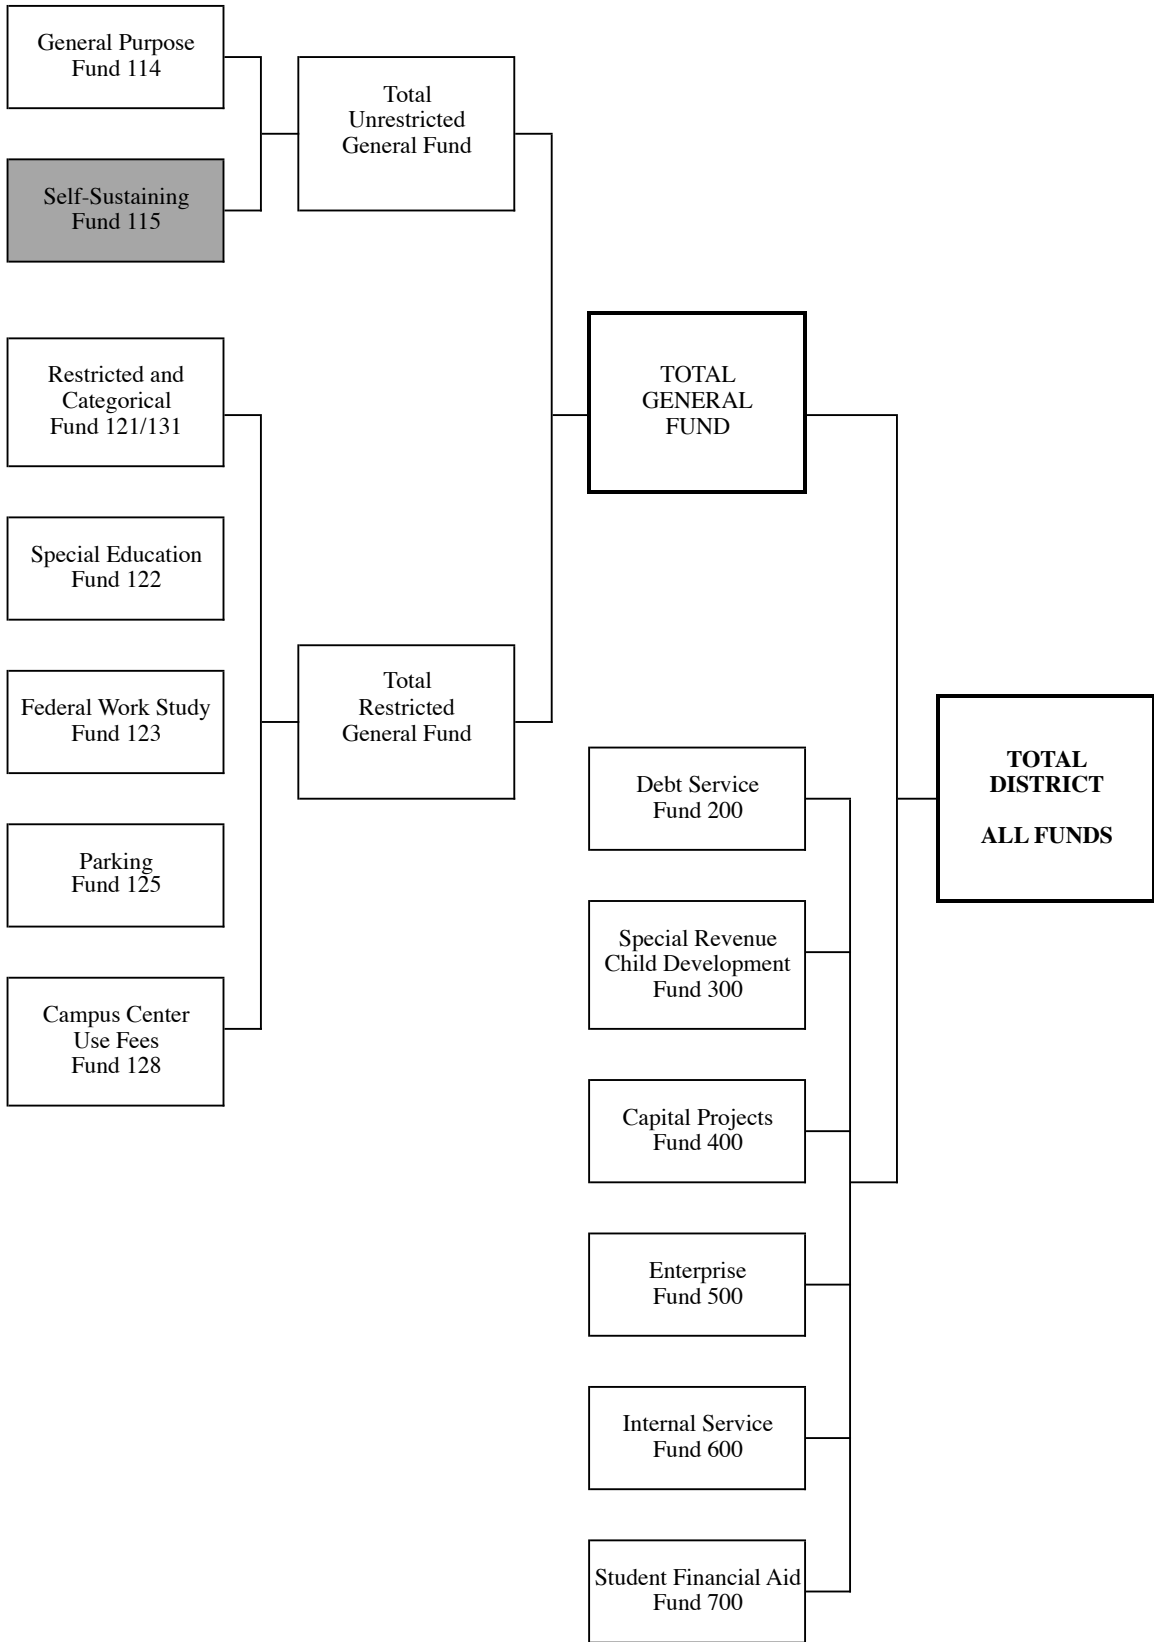 General Purpose
Fund 114
Total
Unrestricted
General Fund
Self-Sustaining
Fund 115
Restricted and
Categorical
Fund 121/131
TOTAL
GENERAL
FUND
Special Education
Fund 122
Federal Work Study
Fund 123
Total
Restricted
General Fund
Parking
Fund 125
Campus Center
Use Fees
Fund 128
Debt Service
Fund 200
Special Revenue
Child Development
Fund 300
Capital Projects
Fund 400
Enterprise
Fund 500
Internal Service
Fund 600
Student Financial Aid
Fund 700
TOTAL
DISTRICT
ALL FUNDS